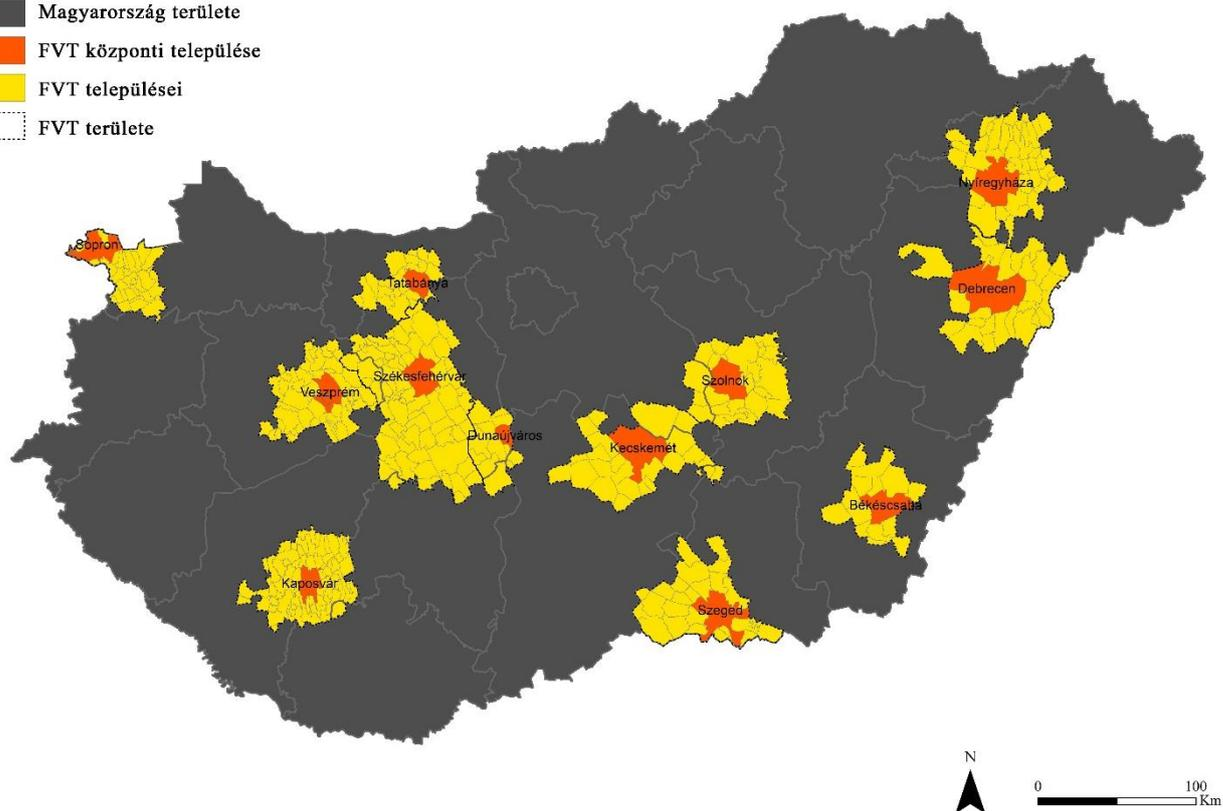 Magyarország területe
FVT központi települése
FVT települései
FVT területe
Nyíregyháza
Sopron
Tatabánya
Debrecen
Székesfehérvár
Szolnok
Veszprém
Dunaújváros
Kecskemét
Békéscsaba
Kaposvár
Szeged
N
0 100
Km